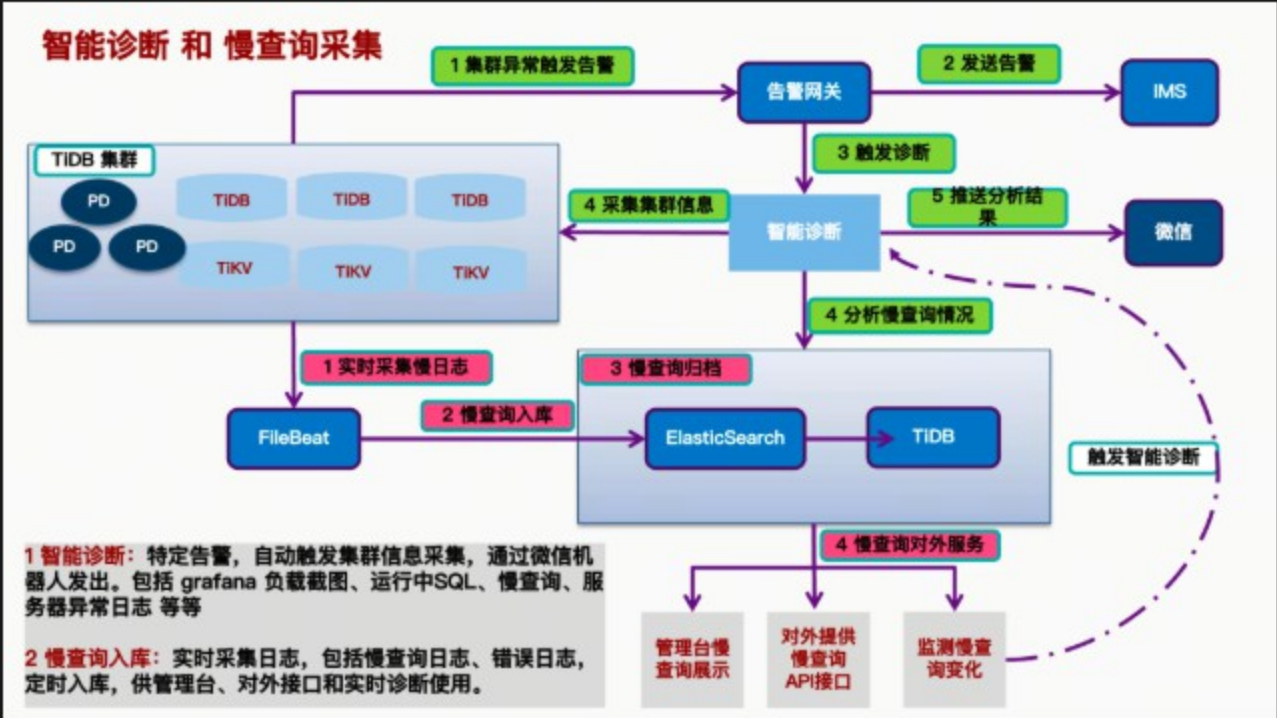 智能诊断 和 慢查询采集
1 集群异常触发告警
告警网关
2 发送告警
IMS
3 触发诊断
TiDB 集群
PD
PD
PD
TiDB
TiDB
TiDB
TiKV
TiKV
TiKV
4 采集集群信息
智能诊断
5 推送分析结
果
微信
4 分析慢查询情况
1 实时采集慢日志
FileBeat
2 慢查询入库
3 慢查询归档
ElasticSearch
TiDB
触发智能诊断
4 慢查询对外服务
管理台慢
查询展示
对外提供
慢查询
API接口
监测慢查
询变化
1 智能诊断：特定告警，自动触发集群信息采集，通过微信机
器人发出。包括 grafana 负载截图、运行中SQL、慢查询、服
务器异常日志 等等
2 慢查询入库：实时采集日志，包括慢查询日志、错误日志，
定时入库，供管理台、对外接口和实时诊断使用。